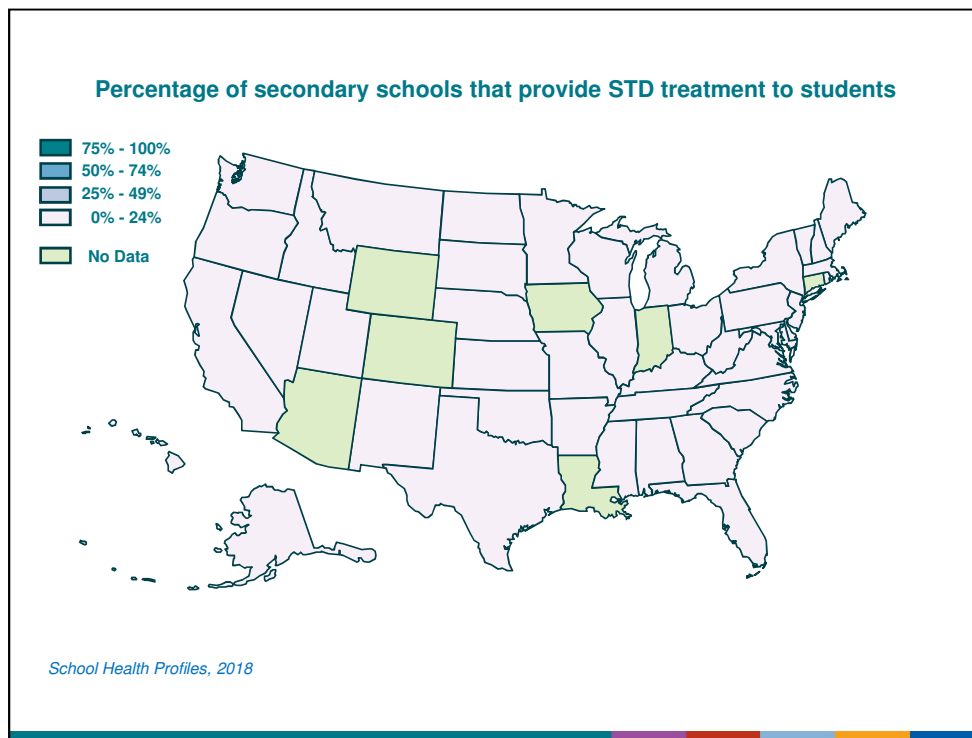 Percentage of secondary schools that provide STD treatment to students
75% - 100%
50% - 74%
25% - 49%
0% - 24%
No Data
School Health Profiles, 2018